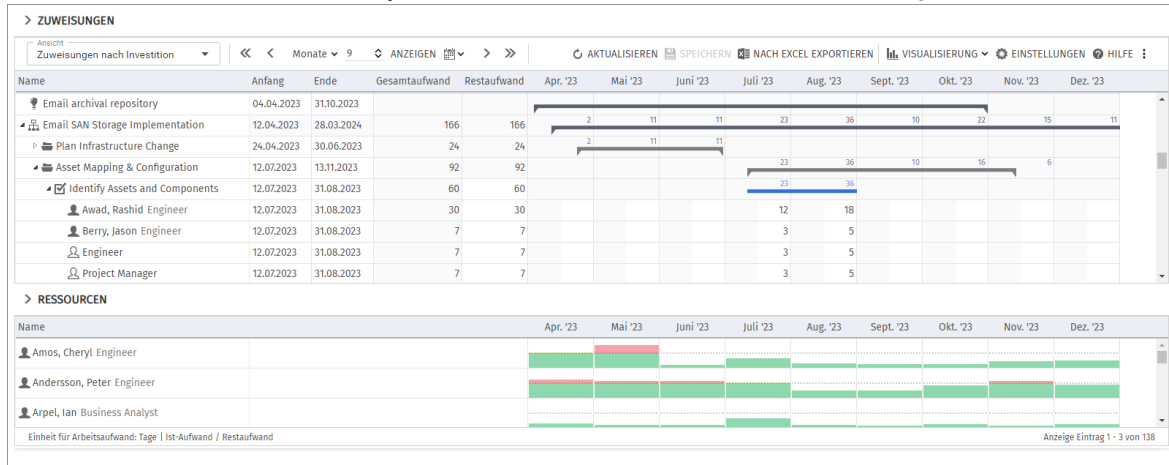 ZUWEISUNGEN
Ansicht
Zuweisungen nach Investition Monate 9 ANZEIGEN AKTUALISIEREN SPEICHERN NACH EXCEL EXPORTIEREN VISUALISIERUNG EINSTELLUNGEN HILFE
Name Anfang Ende Gesamtaufwand Restaufwand Apr. '23 Mai '23 Juni '23 Juli '23 Aug. '23 Sept. '23 Okt. '23 Nov. '23 Dez. '23
Email archival repository 04.04.2023 31.10.2023
Email SAN Storage Implementation 12.04.2023 28.03.2024 166 166 2 11 11 23 36 10 22 15 11
Plan Infrastructure Change 24.04.2023 30.06.2023 24 24 2 11 11
Asset Mapping & Configuration 12.07.2023 13.11.2023 92 92 23 36 10 16 6
Identify Assets and Components 12.07.2023 31.08.2023 60 60 23 36
Awad, Rashid Engineer 12.07.2023 31.08.2023 30 30 12 18
Berry, Jason Engineer 12.07.2023 31.08.2023 7 7 3 5
Engineer 12.07.2023 31.08.2023 7 7 3 5
Project Manager 12.07.2023 31.08.2023 7 7 3 5
RESSOURCEN
Name Apr. '23 Mai '23 Juni '23 Juli '23 Aug. '23 Sept. '23 Okt. '23 Nov. '23 Dez. '23
Amos, Cheryl Engineer
Andersson, Peter Engineer
Arpel, Ian Business Analyst
Einheit für Arbeitsaufwand: Tage | Ist-Aufwand / Restaufwand Anzeige Eintrag 1 - 3 von 138